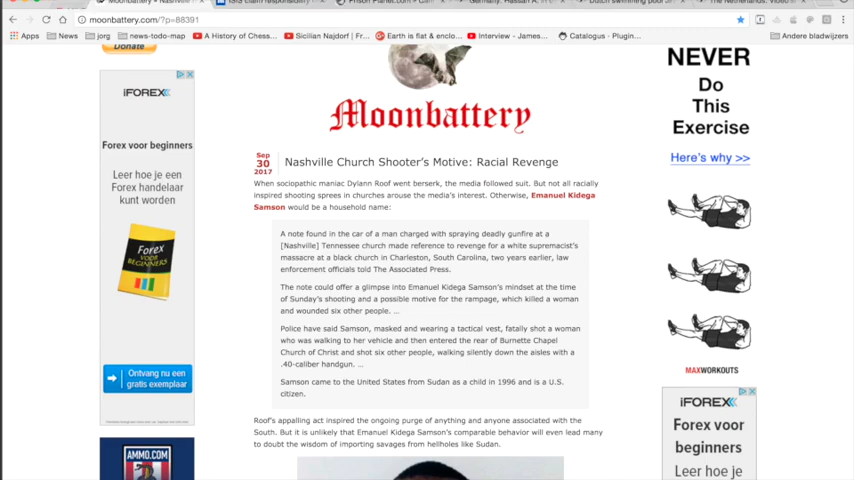 Moonbattery » Nashville
ISIS claim responsibility
Dutch swimming pool
moonbattery.com/?p=88391
Apps
News
jorg
news-todo-map
A History of Chess...
Sicilian Najdorf | Fr...
Earth is flat & enclo...
Interview - James...
Catalogus - Plugin...
Andere bladwijzers
Donate
iFOREX
Forex voor beginners
Leer hoe je een
Forex handelaar
kunt worden
Forex
VOOR
BEGINNERS
Ontvang nu een
gratis exemplaar
AMMO.COM
Moonbattery
Sep
30
2017
Nashville Church Shooter's Motive: Racial Revenge
When sociopathic maniac Dylann Roof went berserk, the media followed suit. But not all racially
inspired shooting sprees in churches arouse the media's interest. Otherwise, Emanuel Kidega
Samson would be a household name:
A note found in the car of a man charged with spraying deadly gunfire at a
[Nashville] Tennessee church made reference to revenge for a white supremacist's
massacre at a black church in Charleston, South Carolina, two years earlier, law
enforcement officials told The Associated Press.
The note could offer a glimpse into Emanuel Kidega Samson's mindset at the time
of Sunday's shooting and a possible motive for the rampage, which killed a woman
and wounded six other people. ...
Police have said Samson, masked and wearing a tactical vest, fatally shot a woman
who was walking to her vehicle and then entered the rear of Burnette Chapel
Church of Christ and shot six other people, walking silently down the aisles with a
.40-caliber handgun. ...
Samson came to the United States from Sudan as a child in 1996 and is a U.S.
citizen.
Roof's appalling act inspired the ongoing purge of anything and anyone associated with the
South. But it is unlikely that Emanuel Kidega Samson's comparable behavior will even lead many
to doubt the wisdom of importing savages from hellholes like Sudan.
NEVER
Do
This
Exercise
Here's why >>
MAXWORKOUTS
iFOREX
Forex voor
beginners
Leer hoe je